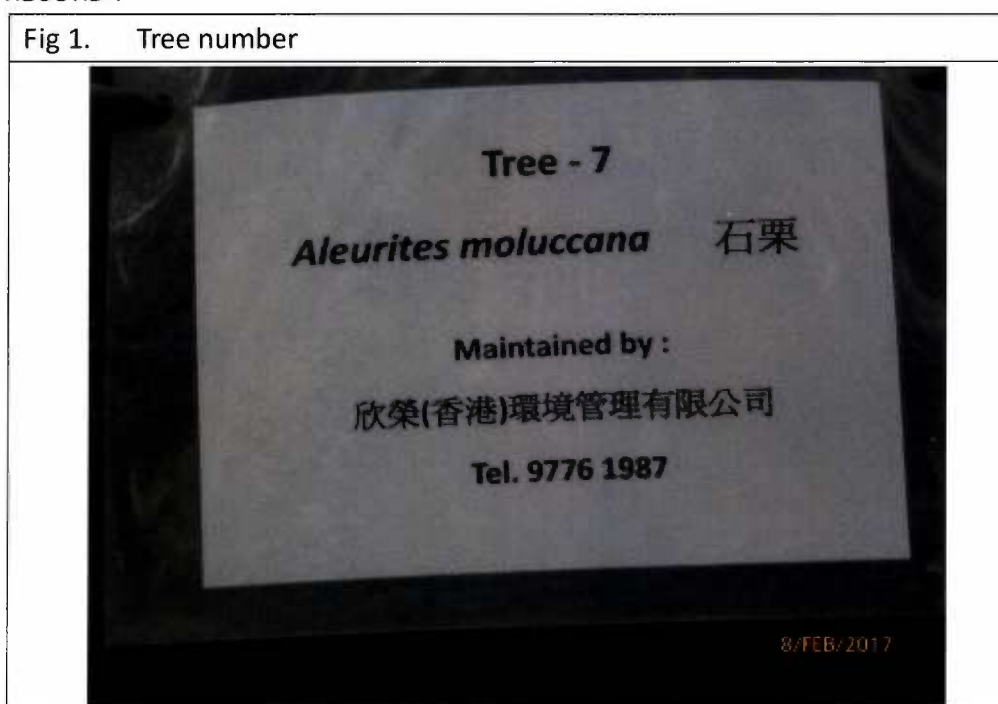 Fig 1. Tree number
Tree - 7
Aleurites moluccana 石栗
Maintained by :
欣榮(香港)環境管理有限公司
Tel. 9776 1987
8/FEB/2017